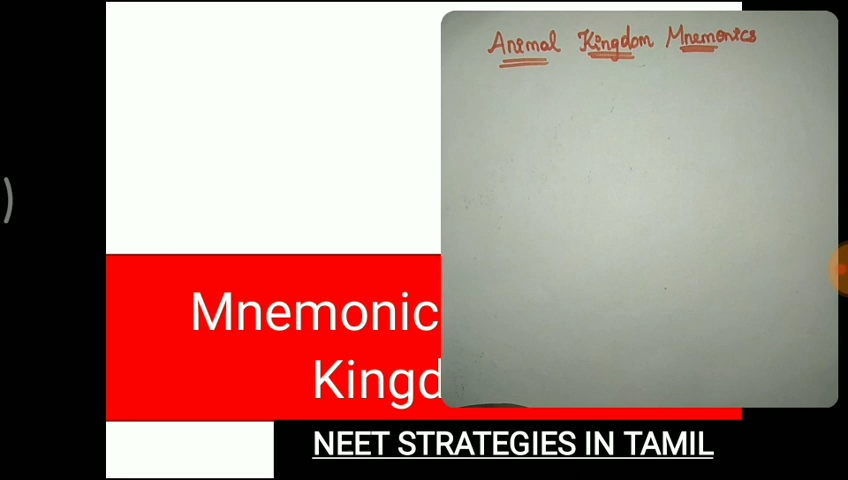 Animal Kingdom Mnemonics
Mnemonic
Kingd
NEET STRATEGIES IN TAMIL